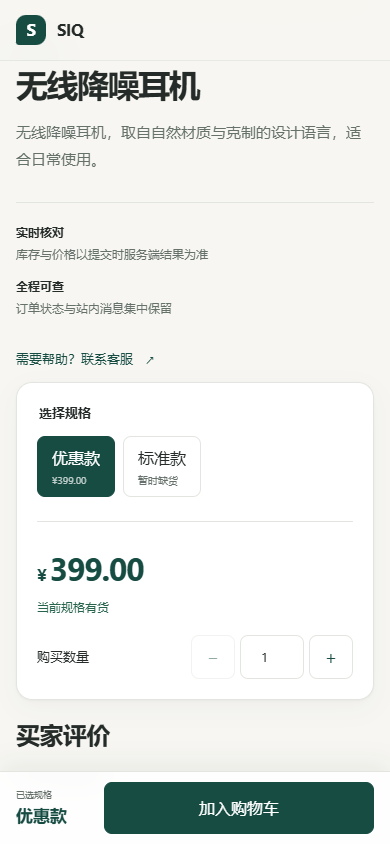 S SIQ
无线降噪耳机
无线降噪耳机，取自自然材质与克制的设计语言，适
合日常使用。
实时核对
库存与价格以提交时服务端结果为准
全程可查
订单状态与站内消息集中保留
需要帮助？联系客服 ↗
选择规格
优惠款 标准款
¥399.00 暂时缺货
¥ 399.00
当前规格有货
购买数量 − 1 +
买家评价
已选规格
优惠款
加入购物车